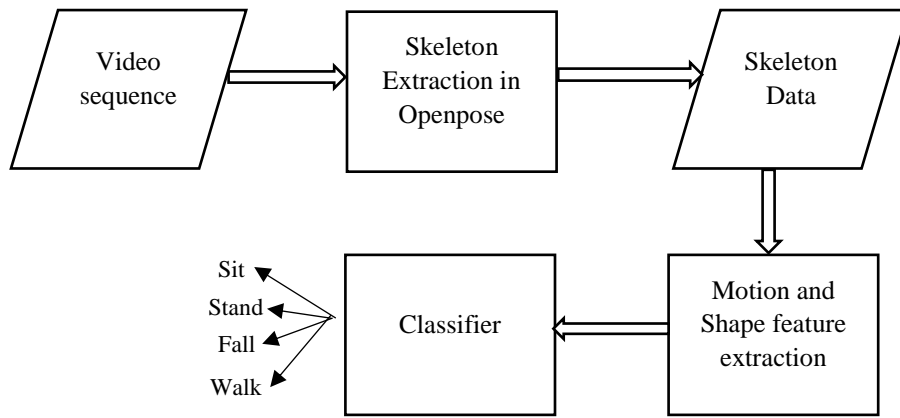 Video
sequence
Skeleton
Extraction in
Openpose
Skeleton
Data
Motion and
Shape feature
extraction
Classifier
Sit
Stand
Fall
Walk